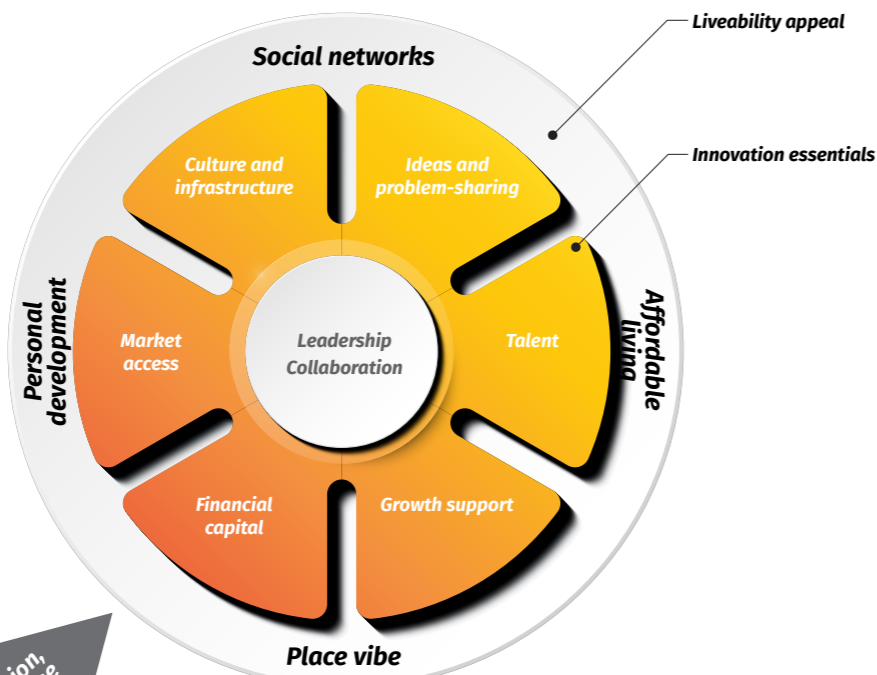 Liveability appeal
Social networks
Innovation essentials
Culture and
infrastructure
Ideas and
problem-sharing
Personal
development
Market
access
Leadership
Collaboration
Talent
Affordable
living
Financial
capital
Growth support
Place vibe